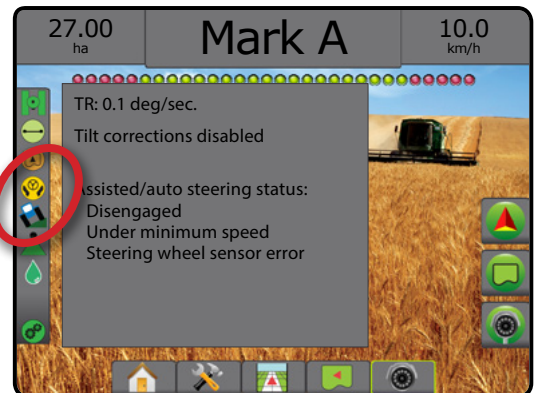 27.00
ha
Mark A
10.0
km/h
TR: 0.1 deg/sec.
Tilt corrections disabled
Assisted/auto steering status:
Disengaged
Under minimum speed
Steering wheel sensor error